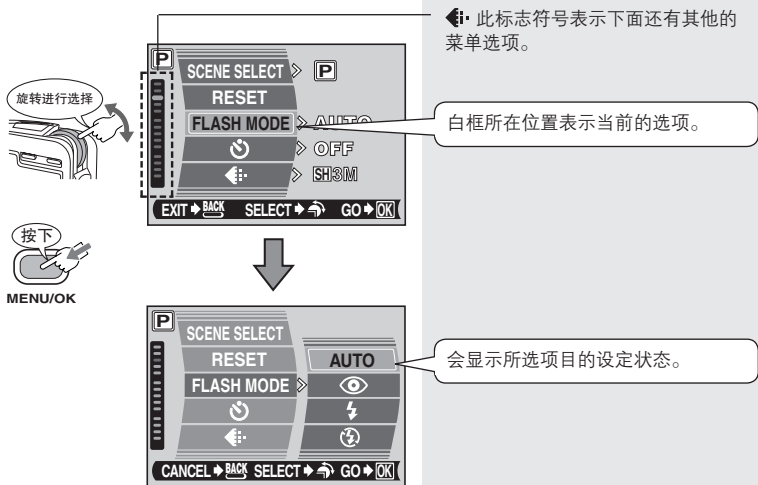 此标志符号表示下面还有其他的
菜单选项。
P
SCENE SELECT P
RESET
旋转进行选择
FLASH MODE AUTO
白框所在位置表示当前的选项。
OFF
SH3M
EXIT BACK SELECT GO OK
按下
MENU/OK
P
SCENE SELECT
RESET AUTO
会显示所选项目的设定状态。
FLASH MODE
CANCEL BACK SELECT GO OK